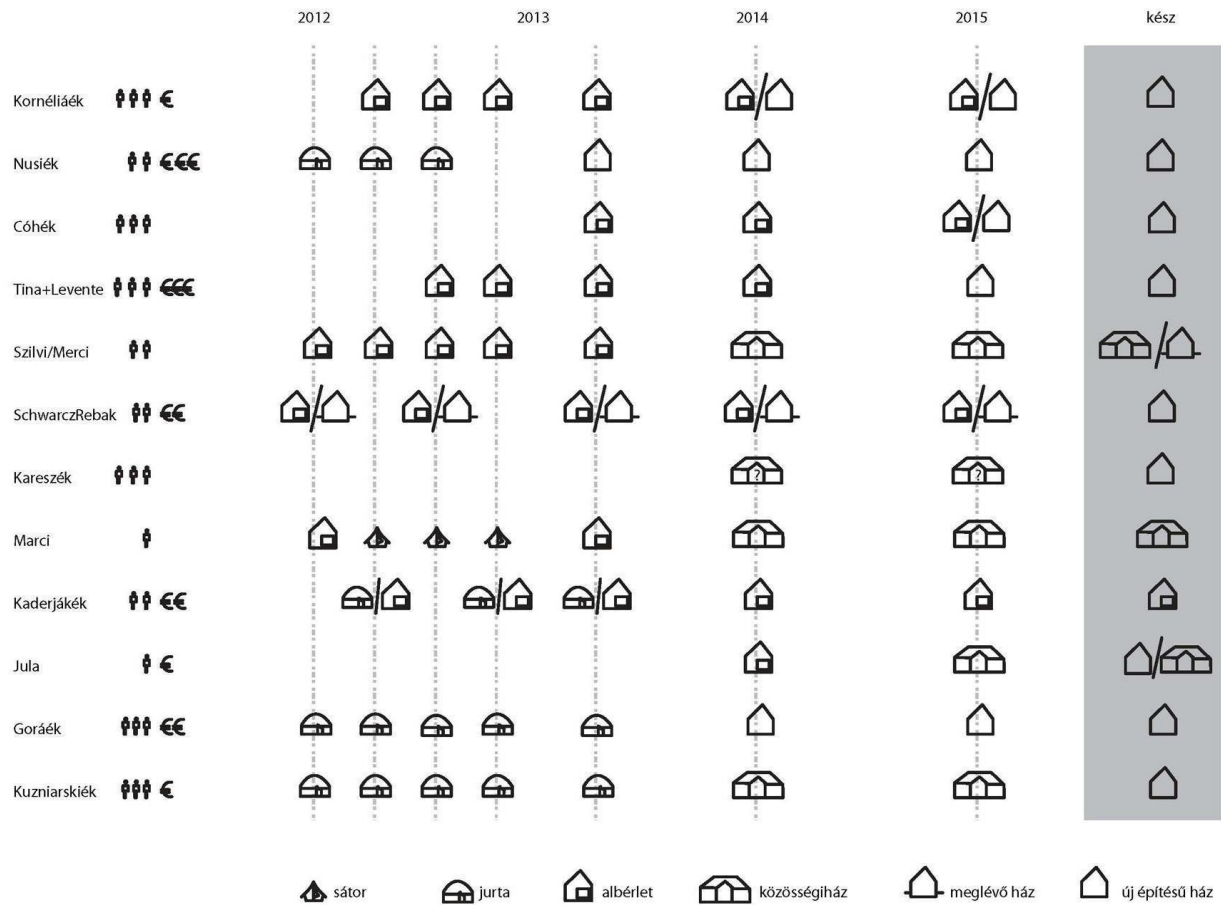 2012 2013 2014 2015 kész
Kornéliáék €
Nusiék €€€
Cóhék
Tina+Levente €€€
Szilvi/Merci
SchwarczRebak €€
Kareszék ? ?
Marci
Kaderjákék €€
Jula €
Goráék €€
Kuzniarskiék €
sátor jurta albérlet közösségiház meglévő ház új építésű ház